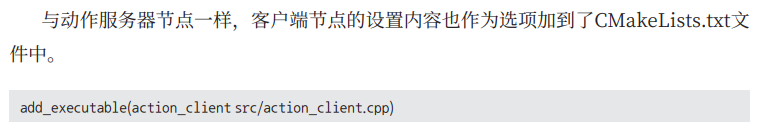 与动作服务器节点一样，客户端节点的设置内容也作为选项加到了CMakeLists.txt文
件中。
add_executable(action_client src/action_client.cpp)